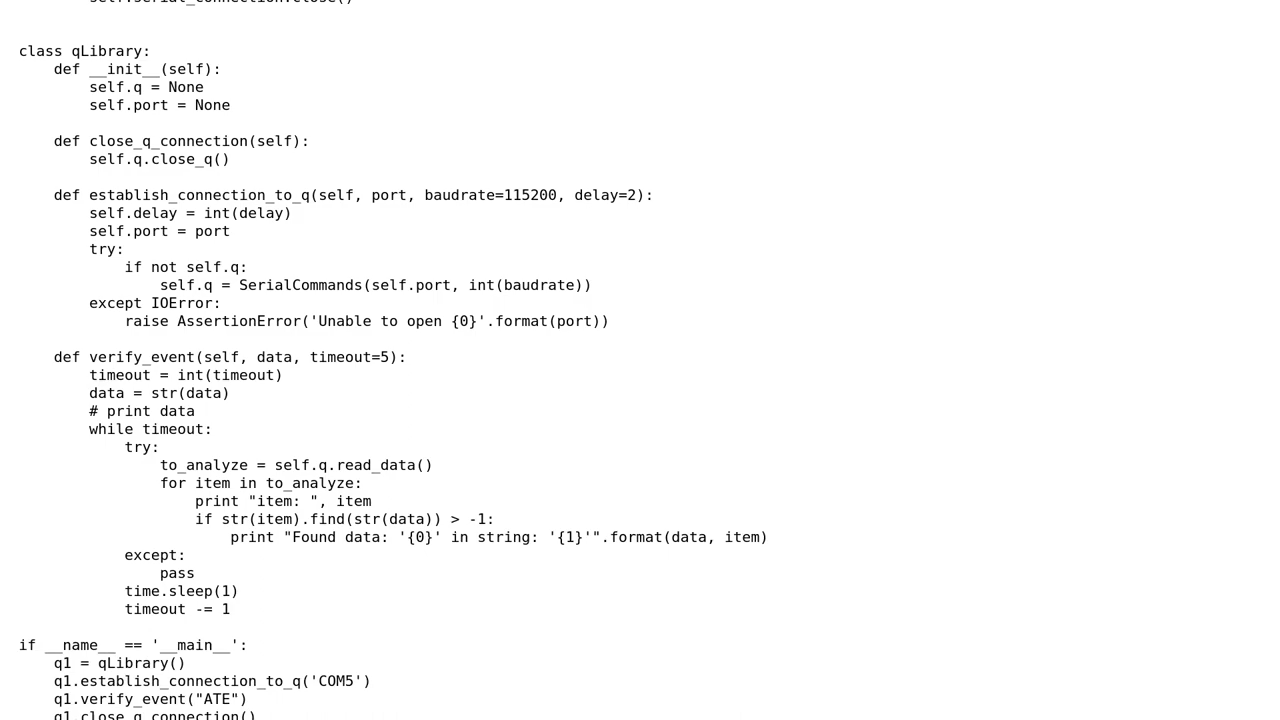 self.serial_connection.close()


class qLibrary:
    def __init__(self):
        self.q = None
        self.port = None

    def close_q_connection(self):
        self.q.close_q()

    def establish_connection_to_q(self, port, baudrate=115200, delay=2):
        self.delay = int(delay)
        self.port = port
        try:
            if not self.q:
                self.q = SerialCommands(self.port, int(baudrate))
        except IOError:
            raise AssertionError('Unable to open {0}'.format(port))

    def verify_event(self, data, timeout=5):
        timeout = int(timeout)
        data = str(data)
        # print data
        while timeout:
            try:
                to_analyze = self.q.read_data()
                for item in to_analyze:
                    print "item: ", item
                    if str(item).find(str(data)) > -1:
                        print "Found data: '{0}' in string: '{1}'".format(data, item)
            except:
                pass
            time.sleep(1)
            timeout -= 1

if __name__ == '__main__':
    q1 = qLibrary()
    q1.establish_connection_to_q('COM5')
    q1.verify_event("ATE")
    q1.close_q_connection()